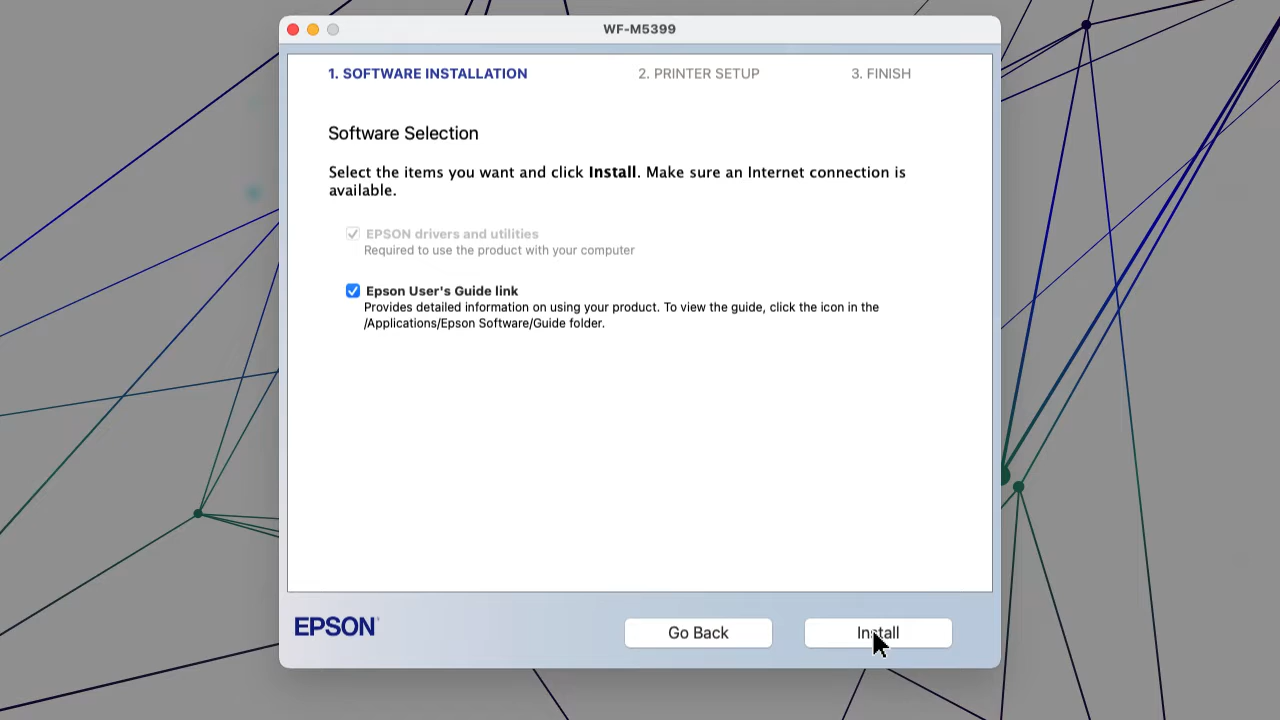 WF-M5399
1. SOFTWARE INSTALLATION
2. PRINTER SETUP
3. FINISH
Software Selection
Select the items you want and click Install. Make sure an Internet connection is
available.
EPSON drivers and utilities
Required to use the product with your computer
Epson User's Guide link
Provides detailed information on using your product. To view the guide, click the icon in the
/Applications/Epson Software/Guide folder.
EPSON
Go Back
Install